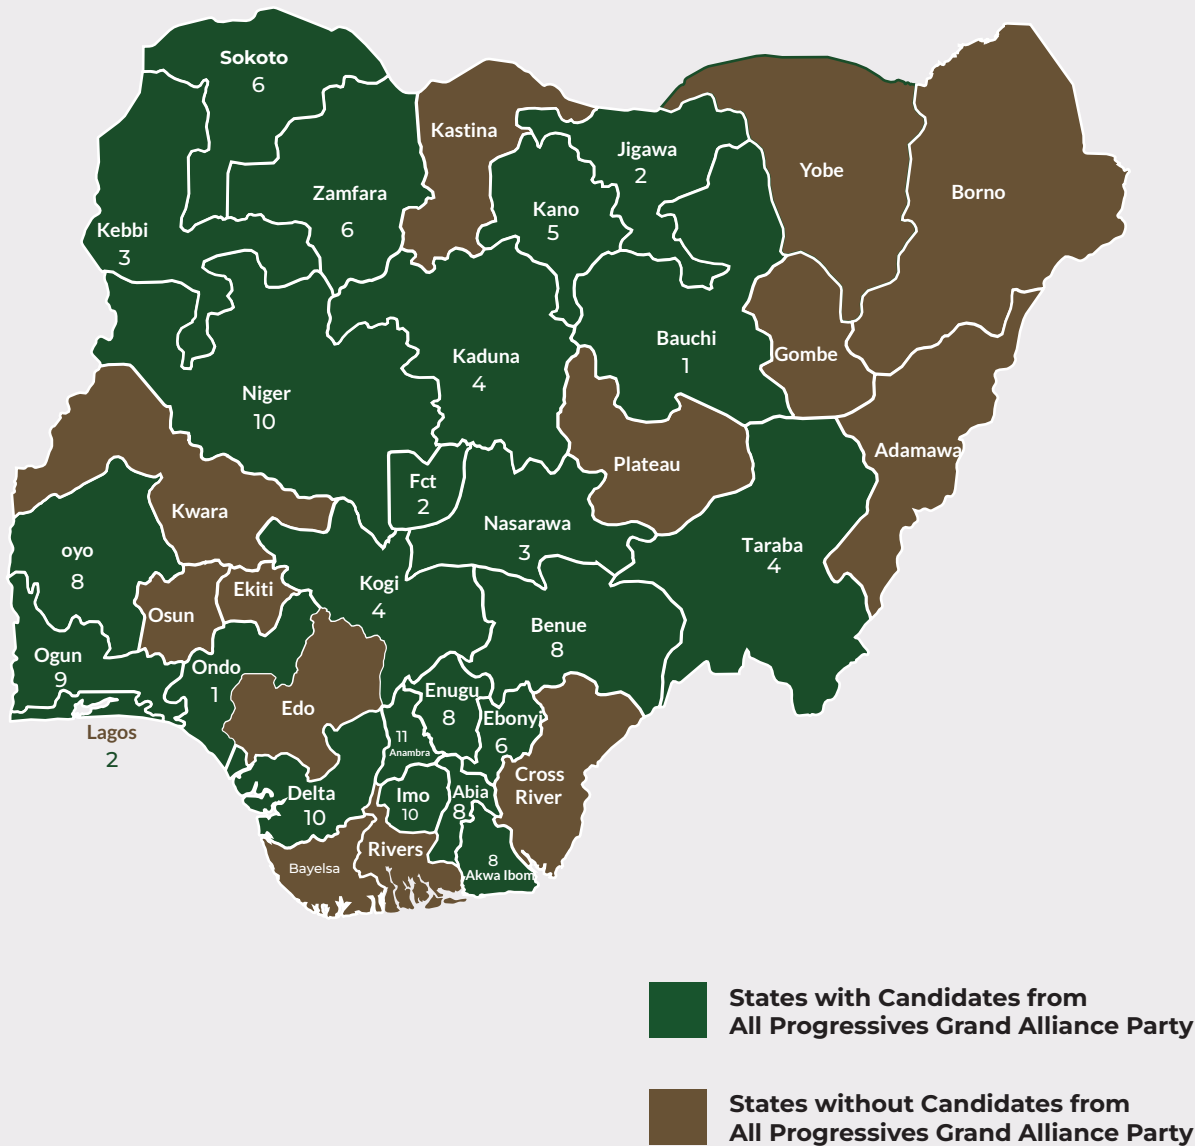 Sokoto
6
Kastina
Jigawa
2
Yobe
Borno
Zamfara
6
Kano
5
Kebbi
3
Bauchi
1
Kaduna
4
Gombe
Niger
10
Adamawa
Plateau
Fct
2
Kwara
Nasarawa
3
Taraba
4
oyo
8
Kogi
4
Ekiti
Osun
Benue
8
Ogun
9
Ondo
1
Edo
Enugu
8
Ebonyi
6
Lagos
2
11
Anambra
Cross
River
Delta
10
Imo
10
Abia
8
Rivers
Bayelsa
8
Akwa Ibom
States with Candidates from
All Progressives Grand Alliance Party
States without Candidates from
All Progressives Grand Alliance Party